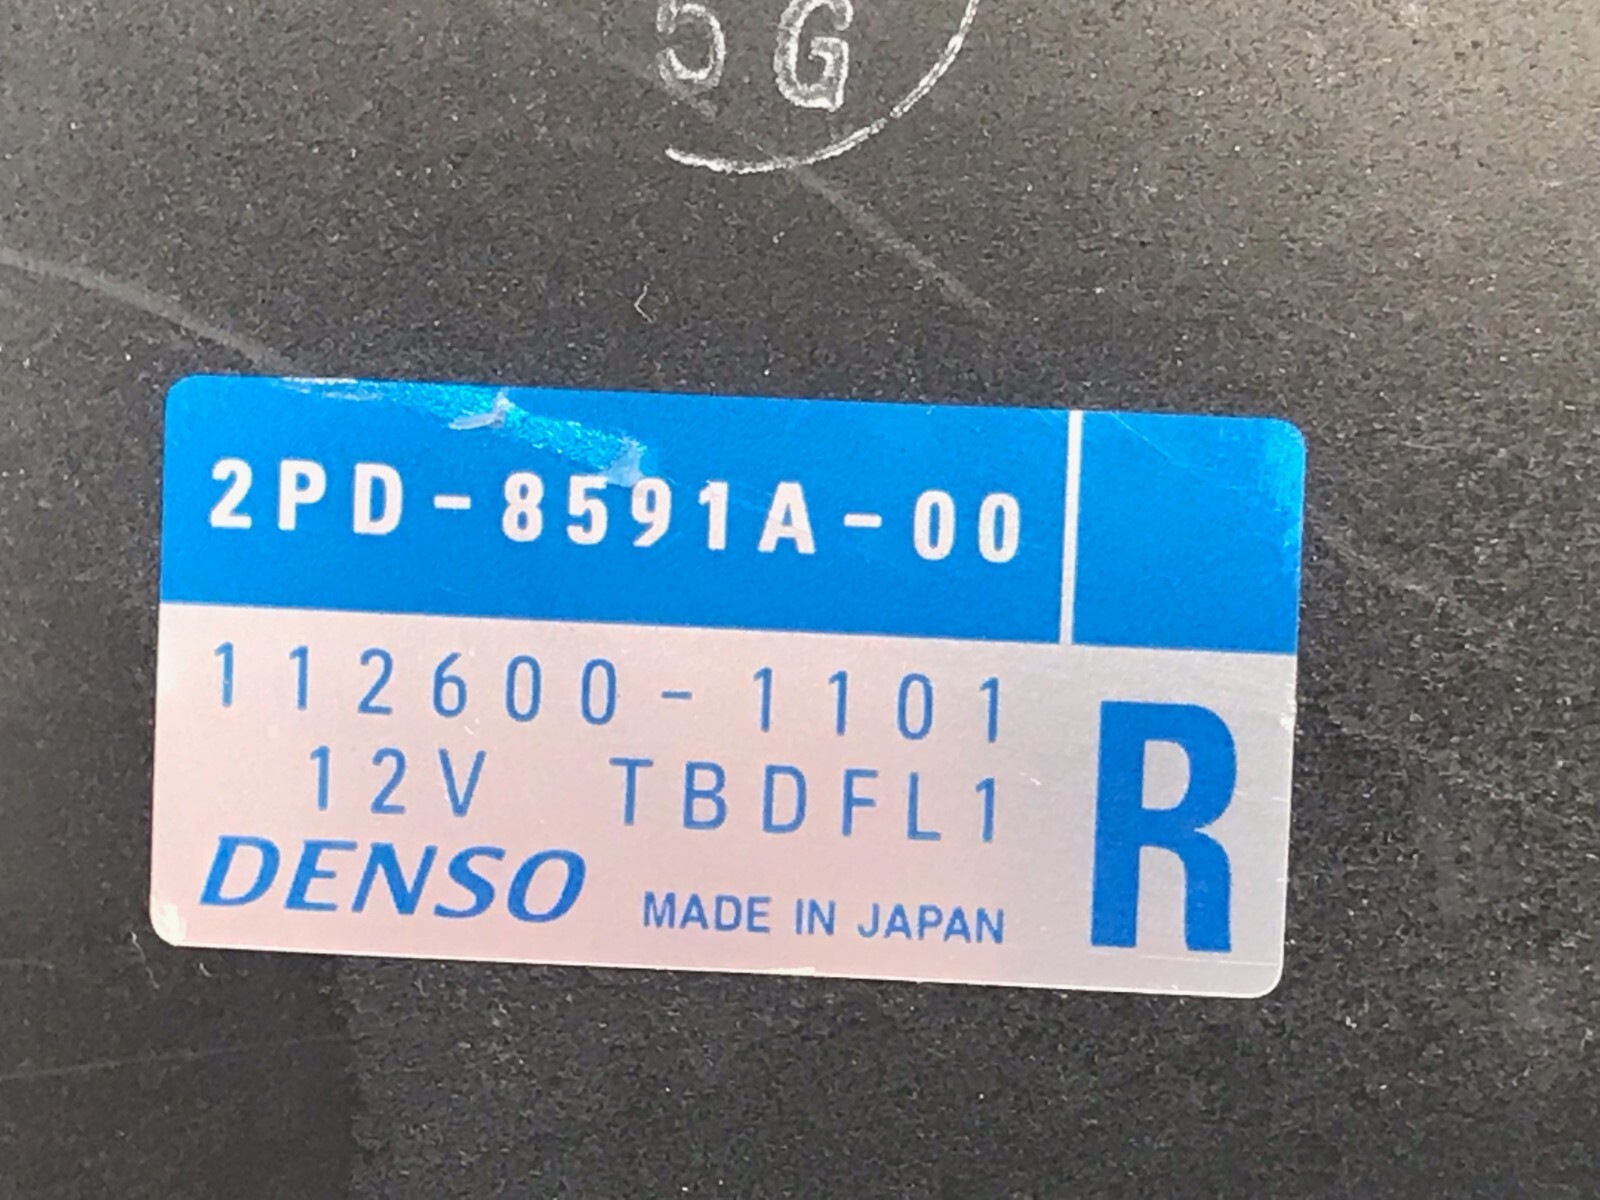 5G
2PD-8591A-00
112600-1101
12V TBDFL1
DENSO MADE IN JAPAN
R